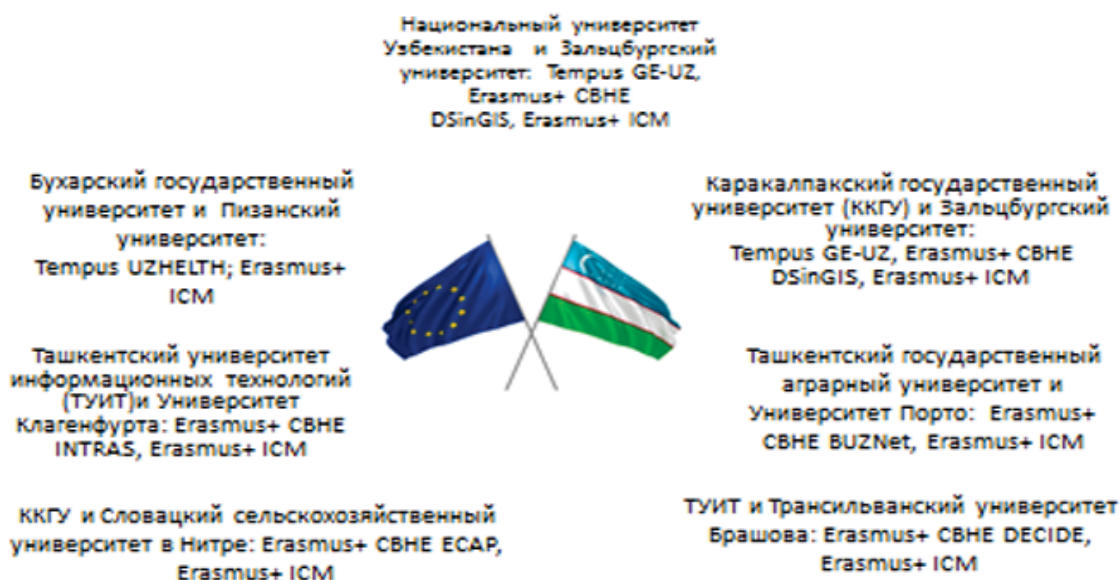 Национальный университет
Узбекистана и Зальцбургский
университет: Tempus GE-UZ,
Erasmus+ CBHE
DSinGIS, Erasmus+ ICM
Бухарский государственный
университет и Пизанский
университет:
Tempus UZHELTH; Erasmus+
ICM
Каракалпакский государственный
университет (ККГУ) и Зальцбургский
университет:
Tempus GE-UZ, Erasmus+ CBHE
DSinGIS, Erasmus+ ICM
Ташкентский университет
информационных технологий
(ТУИТ)и Университет
Клагенфурта: Erasmus+ CBHE
INTRAS, Erasmus+ ICM
Ташкентский государственный
аграрный университет и
Университет Порто: Erasmus+
CBHE BUZNet, Erasmus+ ICM
ККГУ и Словацкий сельскохозяйственный
университет в Нитре: Erasmus+ CBHE ECAP,
Erasmus+ ICM
ТУИТ и Трансильванский университет
Брашова: Erasmus+ CBHE DECIDE,
Erasmus+ ICM